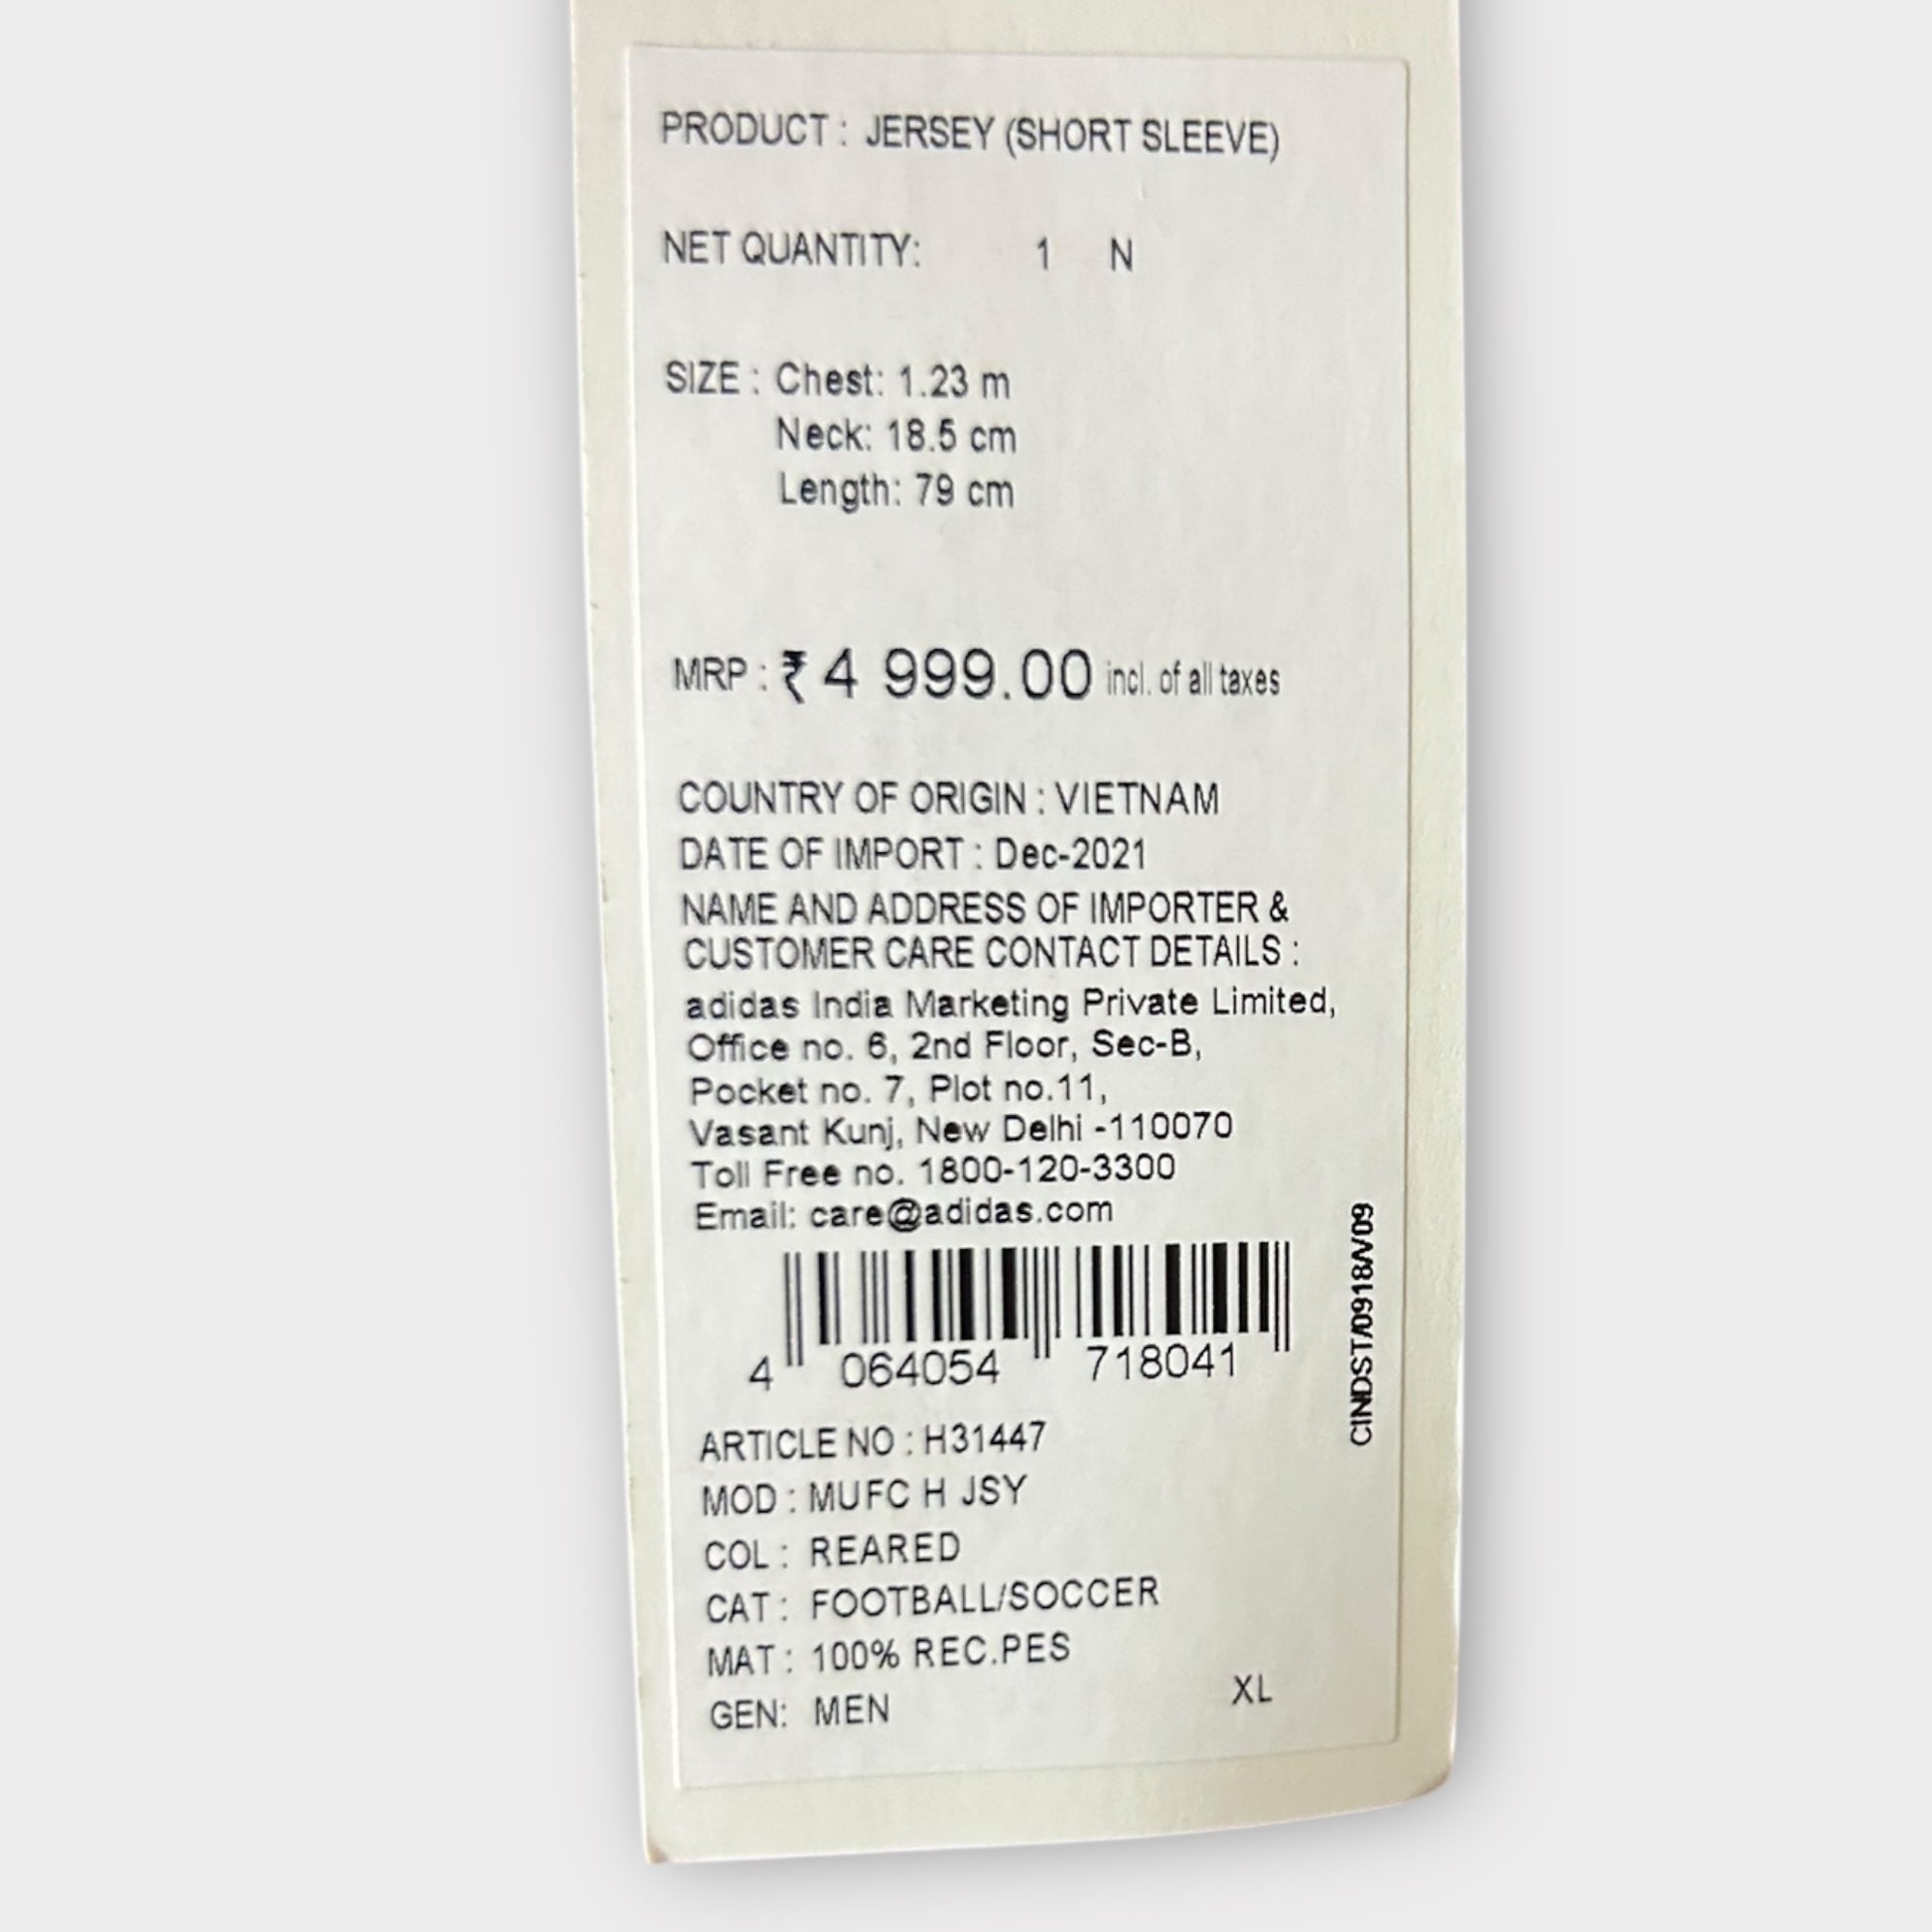 PRODUCT : JERSEY (SHORT SLEEVE)
NET QUANTITY: 1 N
SIZE : Chest: 1.23 m
Neck: 18.5 cm
Length: 79 cm
MRP : ₹ 4 999.00 incl. of all taxes
COUNTRY OF ORIGIN : VIETNAM
DATE OF IMPORT : Dec-2021
NAME AND ADDRESS OF IMPORTER &
CUSTOMER CARE CONTACT DETAILS :
adidas India Marketing Private Limited,
Office no. 6, 2nd Floor, Sec-B,
Pocket no. 7, Plot no.11,
Vasant Kunj, New Delhi -110070
Toll Free no. 1800-120-3300
Email: care@adidas.com
4 064054 718041
CINDST/0918/V09
ARTICLE NO : H31447
MOD : MUFC H JSY
COL : REARED
CAT : FOOTBALL/SOCCER
MAT : 100% REC.PES
GEN: MEN XL